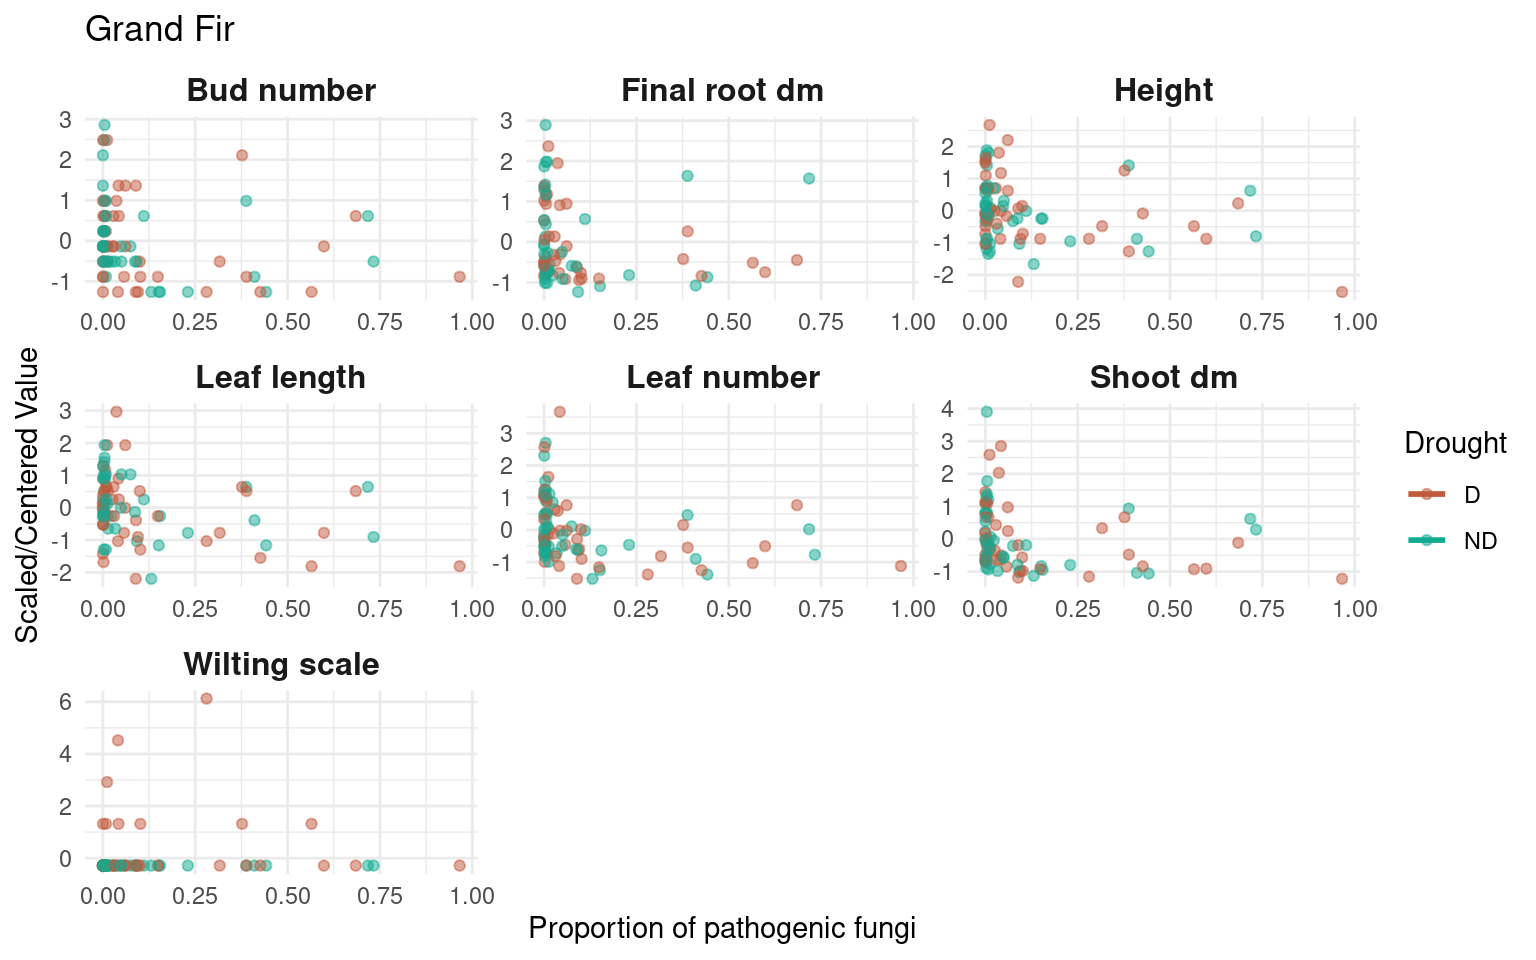 Grand Fir
Bud number
Final root dm
Height
3
2
1
0
-1
3
2
1
0
-1
2
1
0
-1
-2
0.00 0.25 0.50 0.75 1.00
0.00 0.25 0.50 0.75 1.00
0.00 0.25 0.50 0.75 1.00
Leaf length
Leaf number
Shoot dm
3
2
1
0
-1
-2
3
2
1
0
-1
4
3
2
1
0
-1
0.00 0.25 0.50 0.75 1.00
0.00 0.25 0.50 0.75 1.00
0.00 0.25 0.50 0.75 1.00
Wilting scale
6
4
2
0
0.00 0.25 0.50 0.75 1.00
Scaled/Centered Value
Proportion of pathogenic fungi
Drought
D
ND